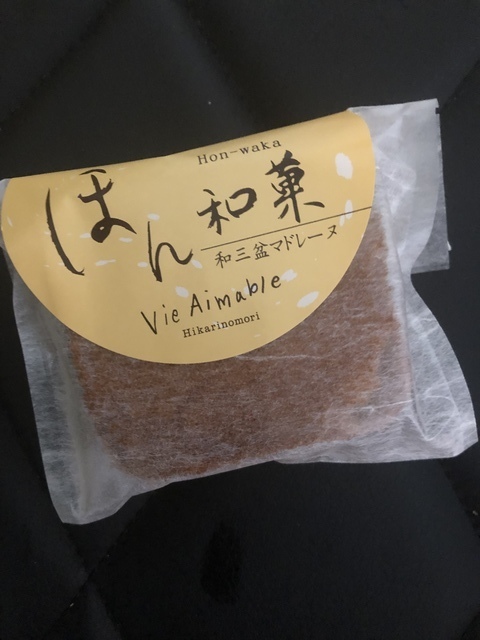 Hon-waka
ほん和菓
和三盆マドレーヌ
Vie Aimable
Hikarinomori